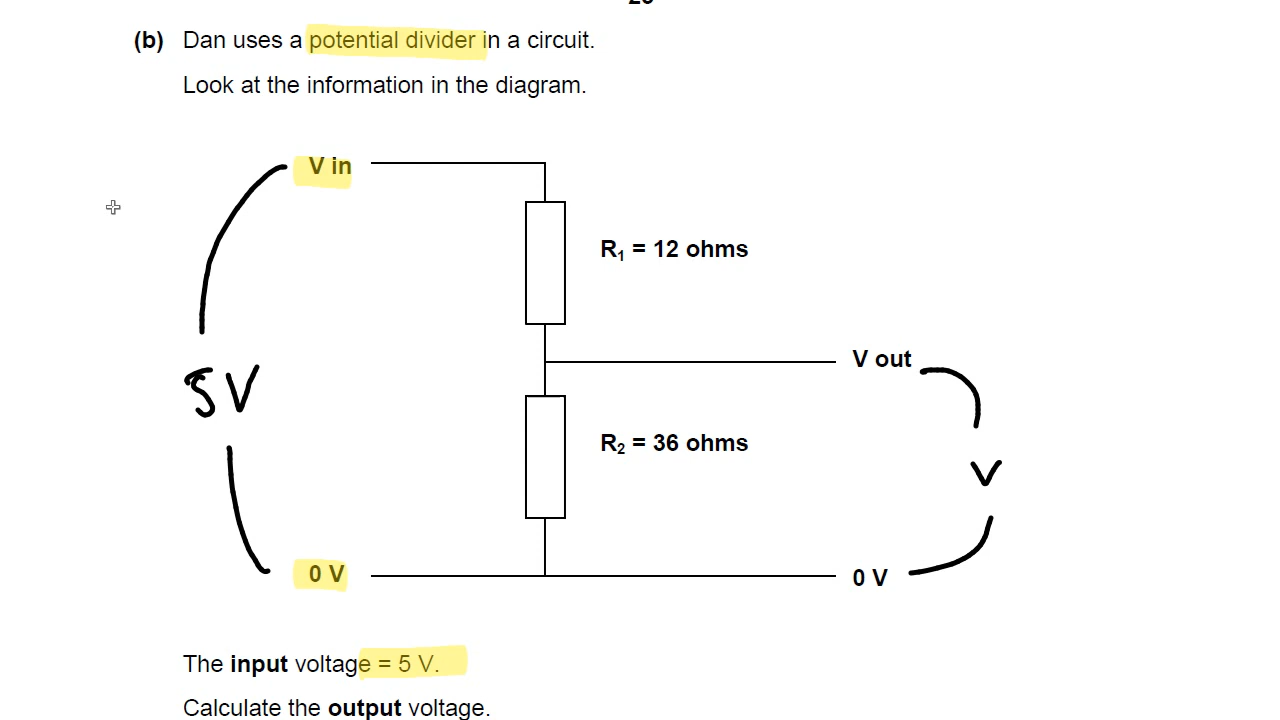 (b) Dan uses a potential divider in a circuit.
Look at the information in the diagram.
V in
R1 = 12 ohms
V out
5V
R2 = 36 ohms
V
0 V
0 V
The input voltage = 5 V.
Calculate the output voltage.